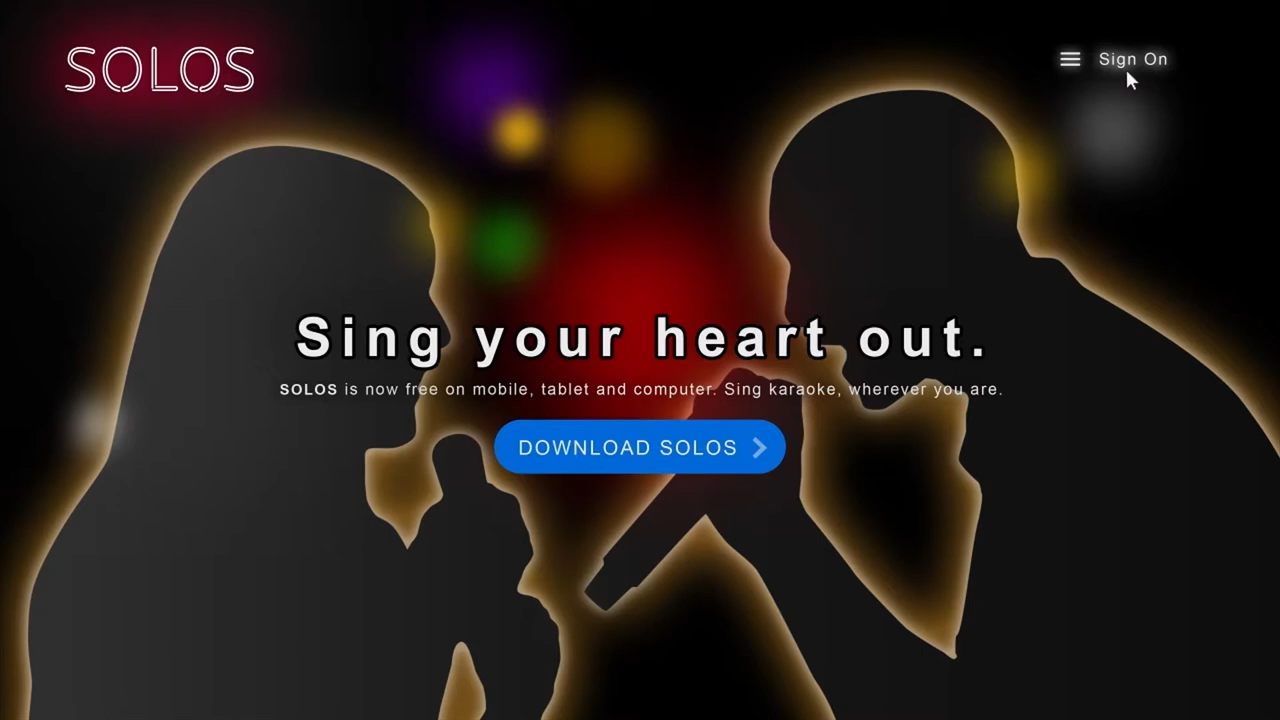 SOLOS
Sign On
Sing your heart out.
SOLOS is now free on mobile, tablet and computer. Sing karaoke, wherever you are.
DOWNLOAD SOLOS